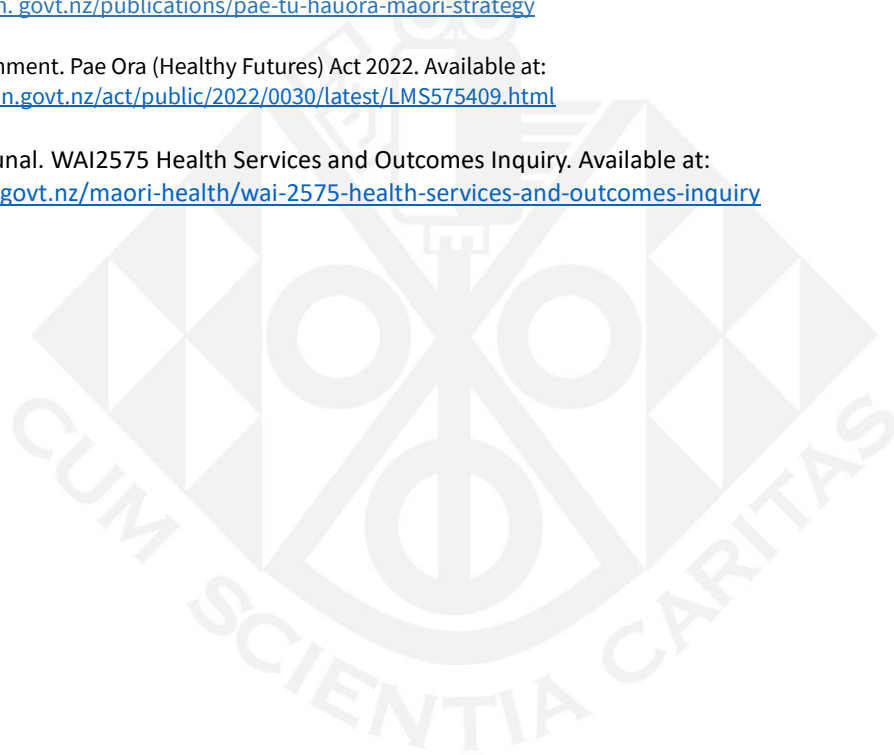 n. govt.nz/publications/pae-tu-hauora-maori-strategy
nment. Pae Ora (Healthy Futures) Act 2022. Available at:
n.govt.nz/act/public/2022/0030/latest/LMS575409.html
unal. WAI2575 Health Services and Outcomes Inquiry. Available at:
govt.nz/maori-health/wai-2575-health-services-and-outcomes-inquiry
CUM SCIENTIA CARITAS